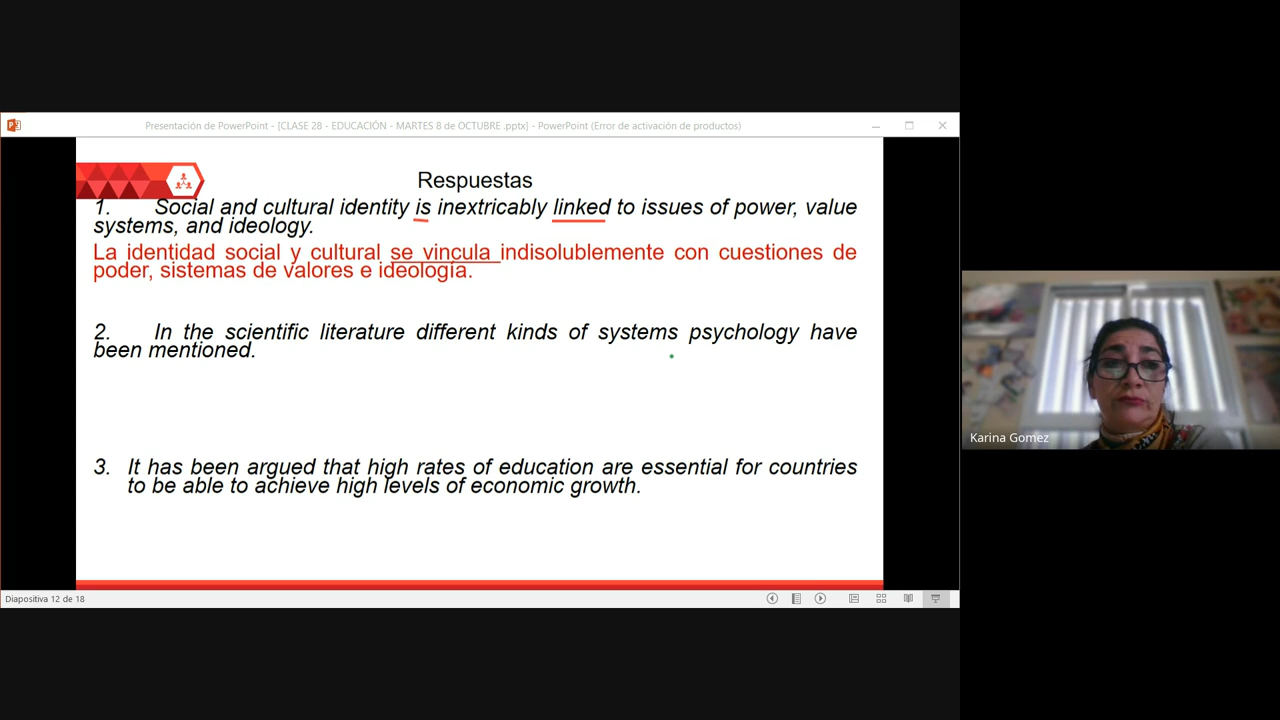 Presentación de PowerPoint - [CLASE 28 - EDUCACIÓN - MARTES 8 de OCTUBRE .pptx] - PowerPoint (Error de activación de productos)
Respuestas
1. Social and cultural identity is inextricably linked to issues of power, value
systems, and ideology.
La identidad social y cultural se vincula indisolublemente con cuestiones de
poder, sistemas de valores e ideología.
2. In the scientific literature different kinds of systems psychology have
been mentioned.
3. It has been argued that high rates of education are essential for countries
to be able to achieve high levels of economic growth.
Karina Gomez
Diapositiva 12 de 18